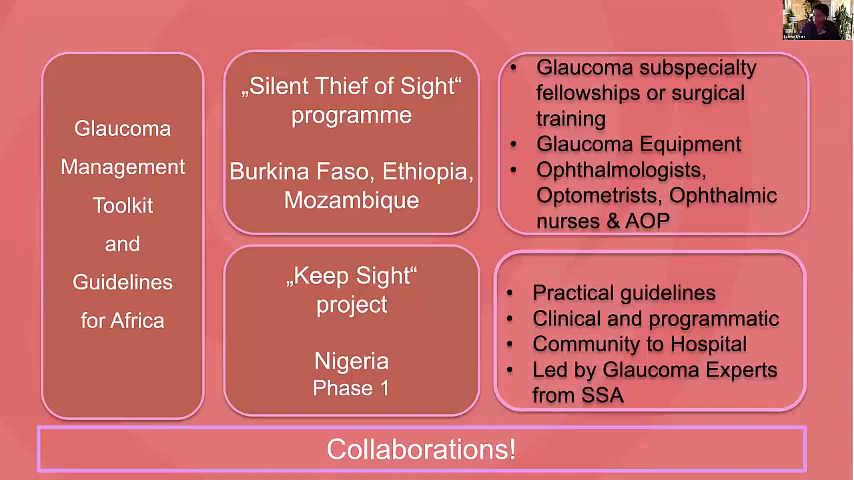 Glaucoma
Management
Toolkit
and
Guidelines
for Africa
„Silent Thief of Sight“
programme
Burkina Faso, Ethiopia,
Mozambique
• Glaucoma subspecialty
fellowships or surgical
training
• Glaucoma Equipment
• Ophthalmologists,
Optometrists, Ophthalmic
nurses & AOP
„Keep Sight“
project
Nigeria
Phase 1
• Practical guidelines
• Clinical and programmatic
• Community to Hospital
• Led by Glaucoma Experts
from SSA
Collaborations!